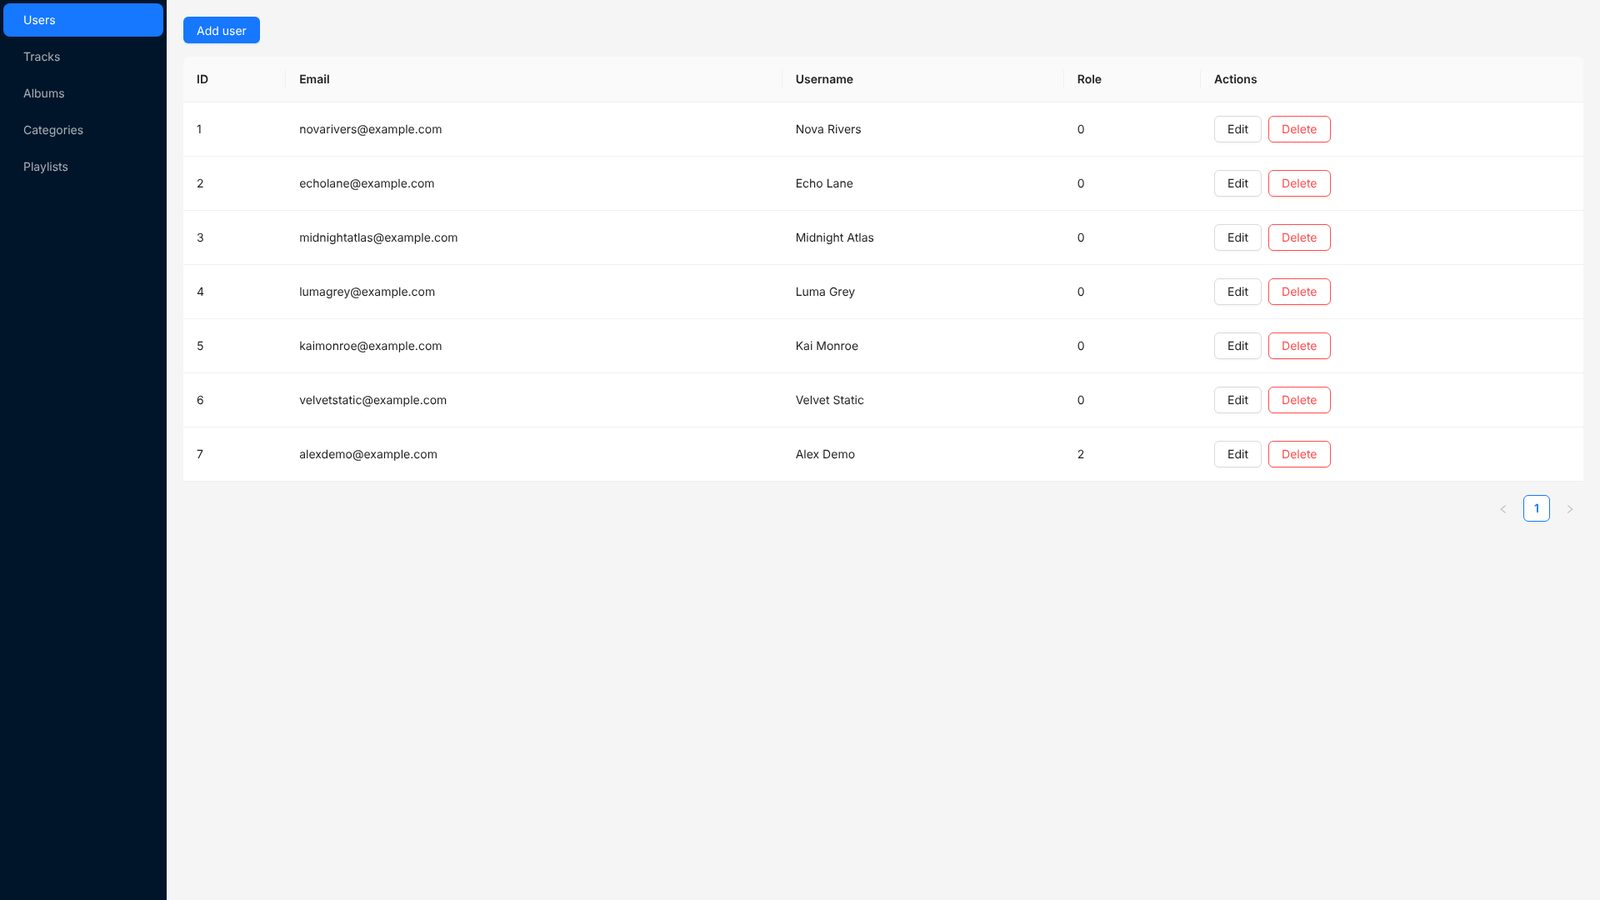 Users
Tracks
Albums
Categories
Playlists
Add user
ID Email Username Role Actions
1 novarivers@example.com Nova Rivers 0 Edit Delete
2 echolane@example.com Echo Lane 0 Edit Delete
3 midnightatlas@example.com Midnight Atlas 0 Edit Delete
4 lumagrey@example.com Luma Grey 0 Edit Delete
5 kaimonroe@example.com Kai Monroe 0 Edit Delete
6 velvetstatic@example.com Velvet Static 0 Edit Delete
7 alexdemo@example.com Alex Demo 2 Edit Delete
1